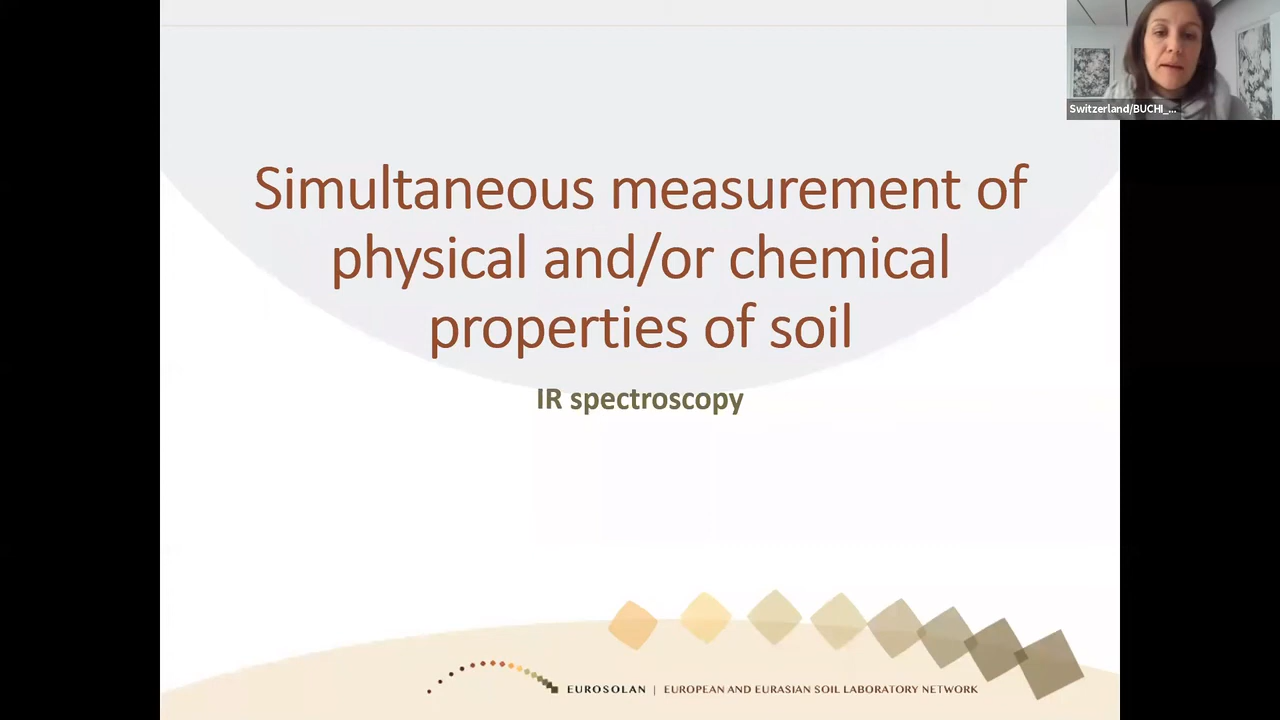 Switzerland/BUCHI_...
Simultaneous measurement of
physical and/or chemical
properties of soil
IR spectroscopy
EUROSOLAN | EUROPEAN AND EURASIAN SOIL LABORATORY NETWORK